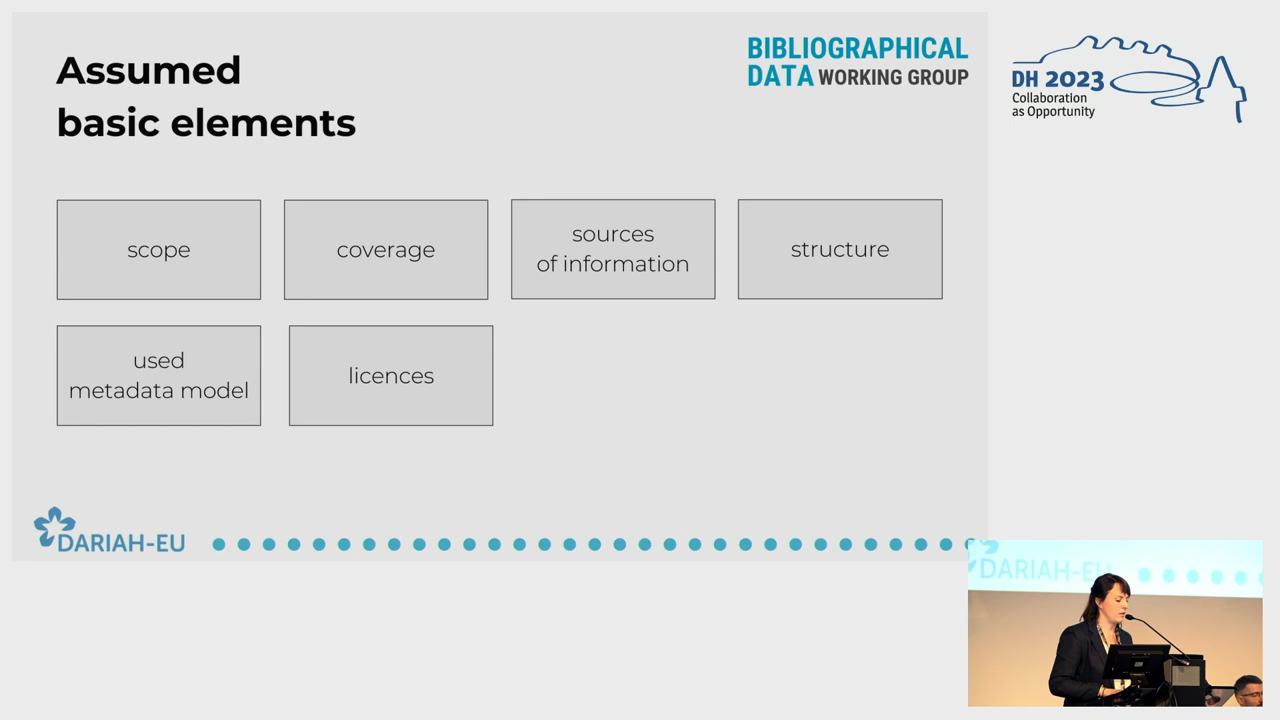 Assumed
basic elements
BIBLIOGRAPHICAL
DATA WORKING GROUP
DH 2023
Collaboration
as Opportunity
scope
coverage
sources
of information
structure
used
metadata model
licences
DARIAH-EU
DARIAH-EU